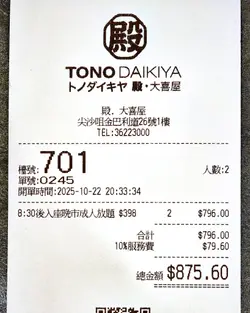 殿
TONO DAIKIYA
トノダイキヤ 殿・大喜屋
殿．大喜屋
尖沙咀金巴利道26號1樓
TEL:36223000
檯號: 701 人數:2
單號:0245
開單時間:2025-10-22 20:33:34
8:30後入座晚市成人放題 $398 2 $796.00
合計 $796.00
10%服務費 $79.60
總金額 $875.60